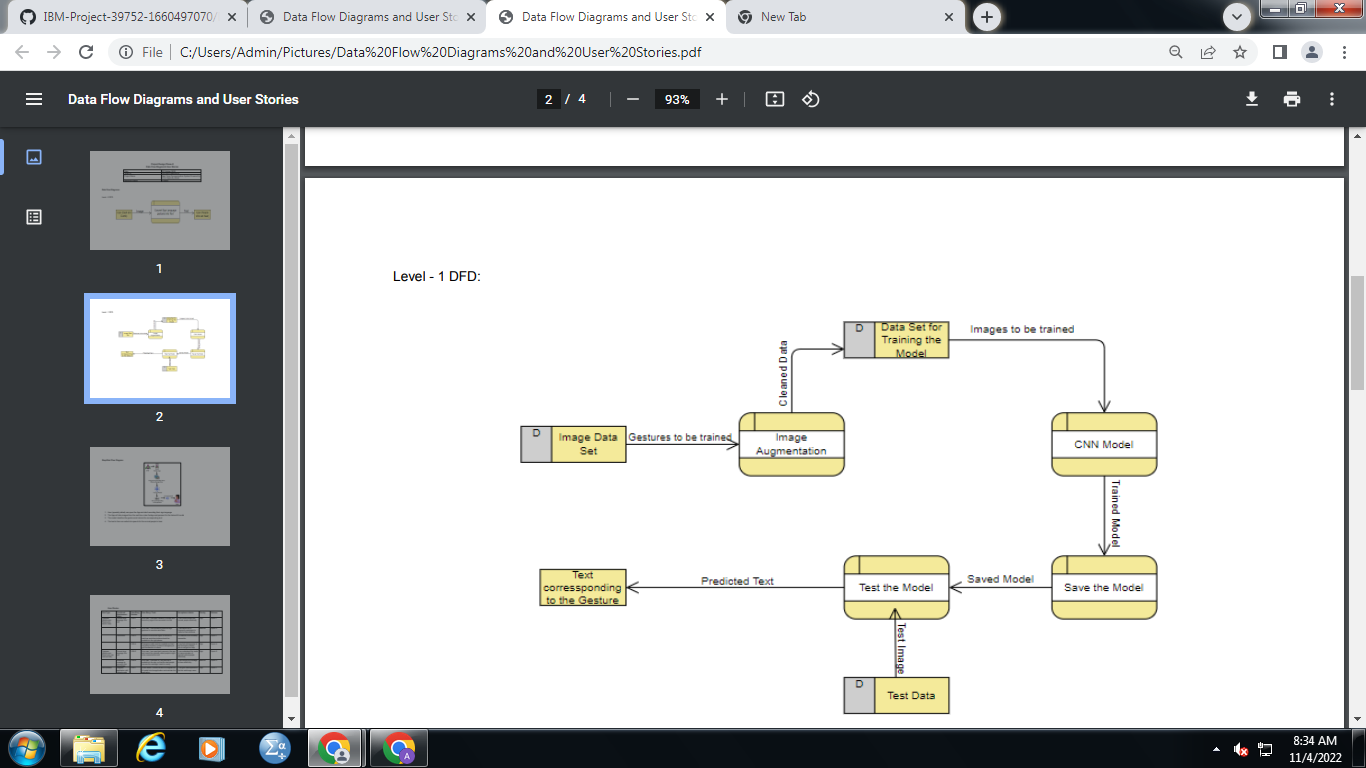 IBM-Project-39752-1660497070/
Data Flow Diagrams and User Sto
Data Flow Diagrams and User Sto
New Tab
File
C:/Users/Admin/Pictures/Data%20Flow%20Diagrams%20and%20User%20Stories.pdf
Data Flow Diagrams and User Stories
2 / 4
93%
1
2
3
4
Level - 1 DFD:
D
Data Set for
Training the
Model
Images to be trained
Cleaned Data
D
Image Data
Set
Gestures to be trained
Image
Augmentation
CNN Model
Trained Model
Text
corressponding
to the Gesture
Predicted Text
Test the Model
Saved Model
Save the Model
Test Image
D
Test Data
8:34 AM
11/4/2022